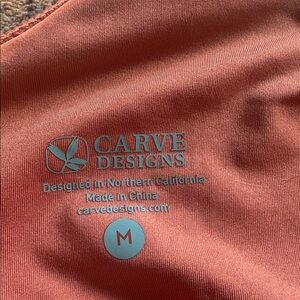 CARVE
DESIGNS
Designed in Northern California
Made in China
carvedesigns.com
M